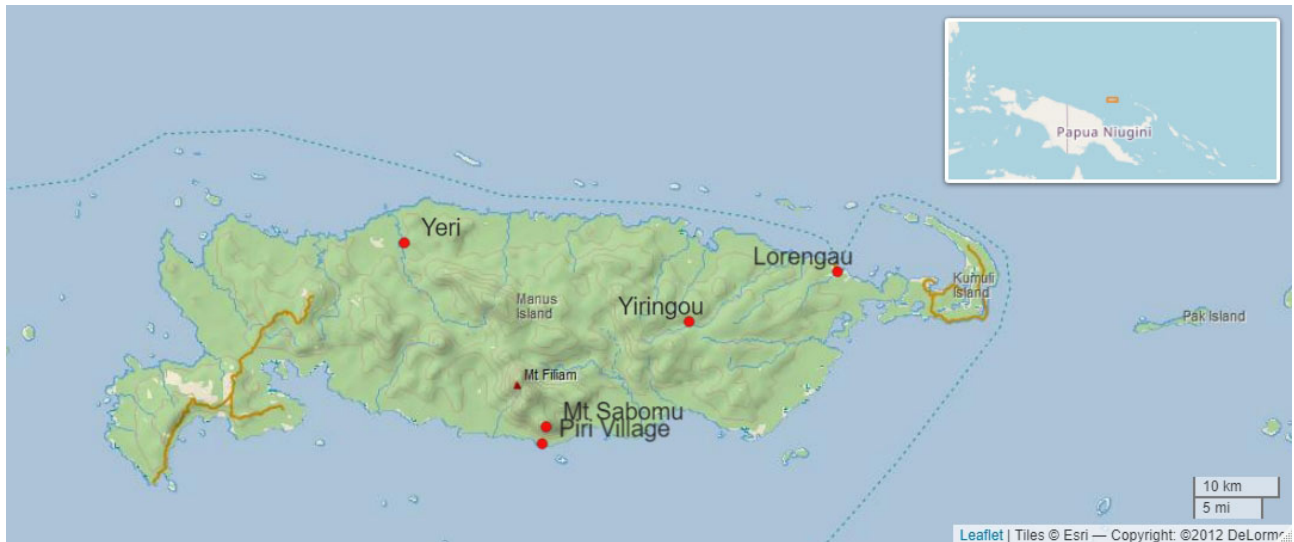 Papua Niugini
Yeri
Lorengau
Kumuli
Island
Manus
Island
Yiringou
Pak Island
Mt Filiam
Mt Sabomu
Piri Village
10 km
5 mi
Leaflet | Tiles © Esri — Copyright: ©2012 DeLorme